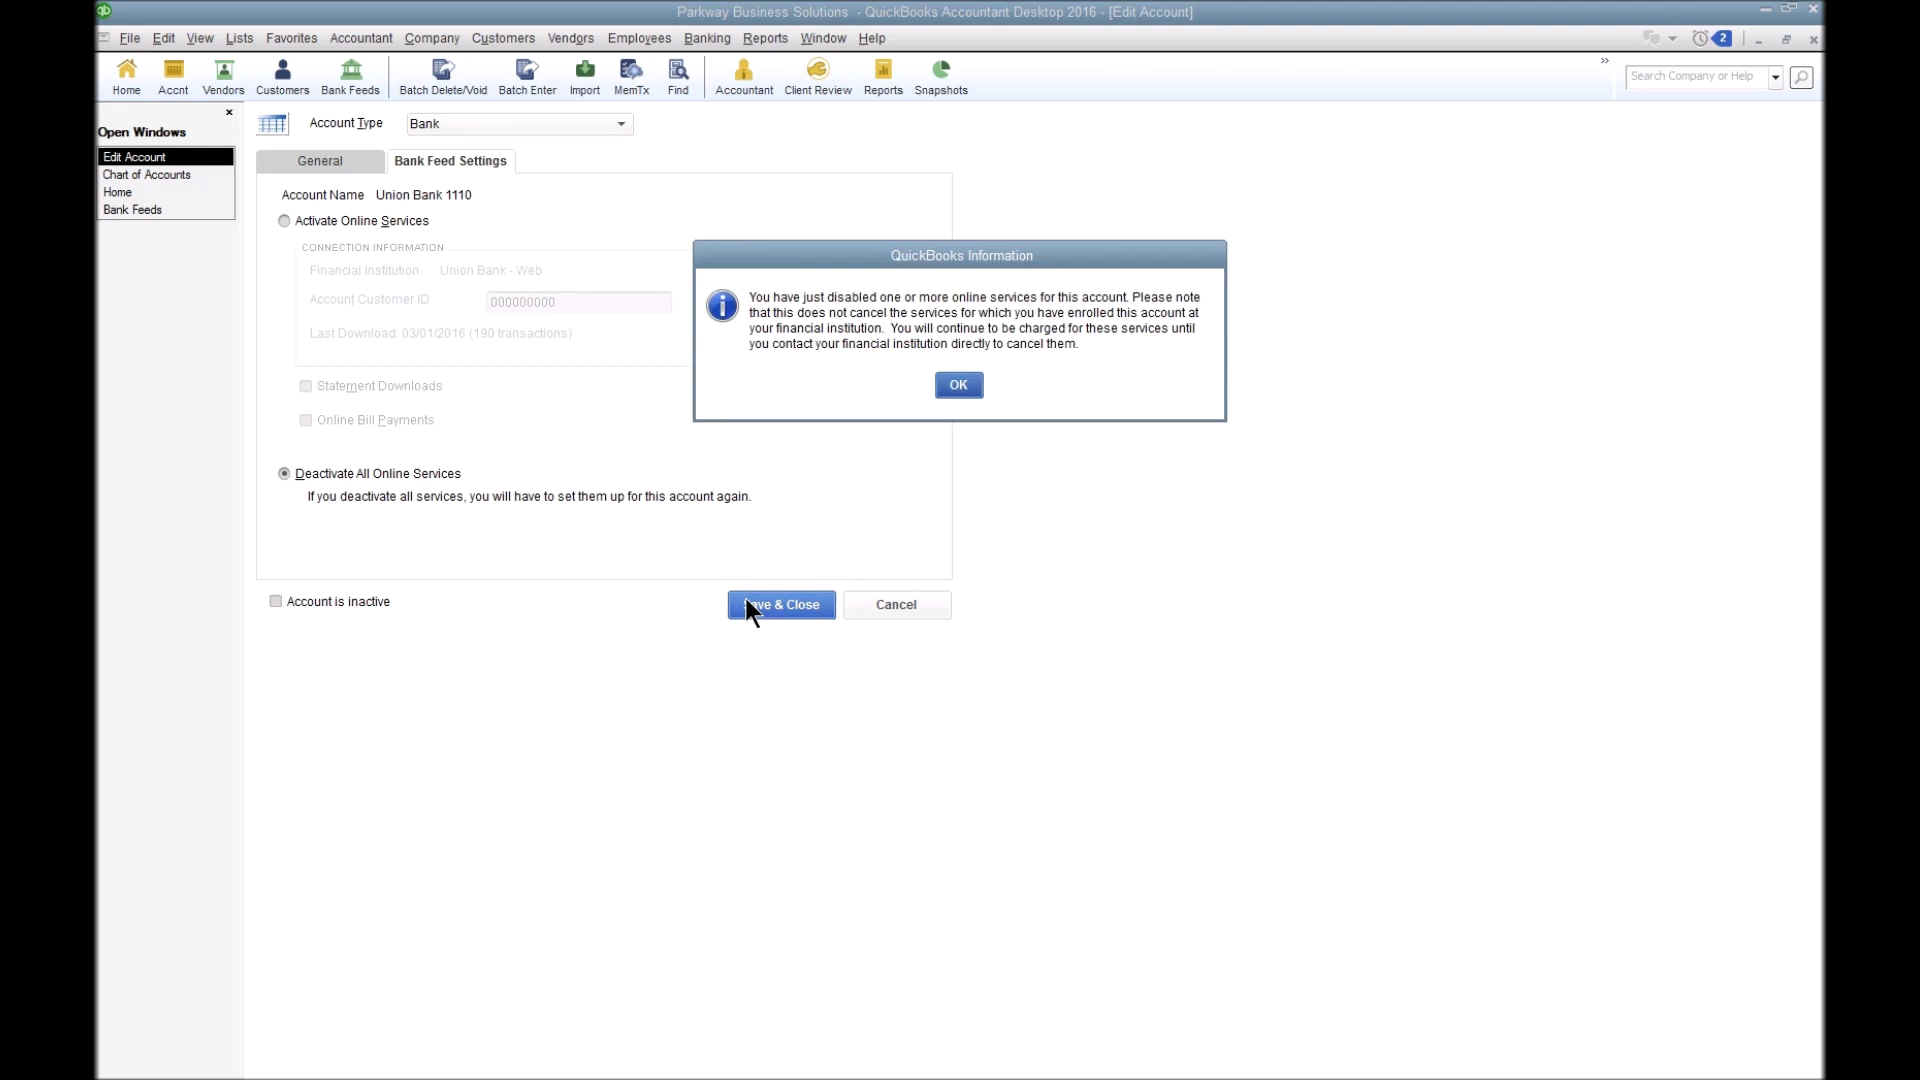 qb
Parkway Business Solutions - QuickBooks Accountant Desktop 2016 - [Edit Account]
File Edit View Lists Favorites Accountant Company Customers Vendors Employees Banking Reports Window Help
2
Home Accnt Vendors Customers Bank Feeds Batch Delete/Void Batch Enter Import MemTx Find Accountant Client Review Reports Snapshots
Search Company or Help
Open Windows
Edit Account
Chart of Accounts
Home
Bank Feeds
Account Type Bank
General Bank Feed Settings
Account Name Union Bank 1110
Activate Online Services
CONNECTION INFORMATION
Financial Institution Union Bank - Web
Account Customer ID 000000000
Last Download: 03/01/2016 (190 transactions)
Statement Downloads
Online Bill Payments
QuickBooks Information
You have just disabled one or more online services for this account. Please note
that this does not cancel the services for which you have enrolled this account at
your financial institution. You will continue to be charged for these services until
you contact your financial institution directly to cancel them.
OK
Deactivate All Online Services
If you deactivate all services, you will have to set them up for this account again.
Account is inactive
& Close
Cancel